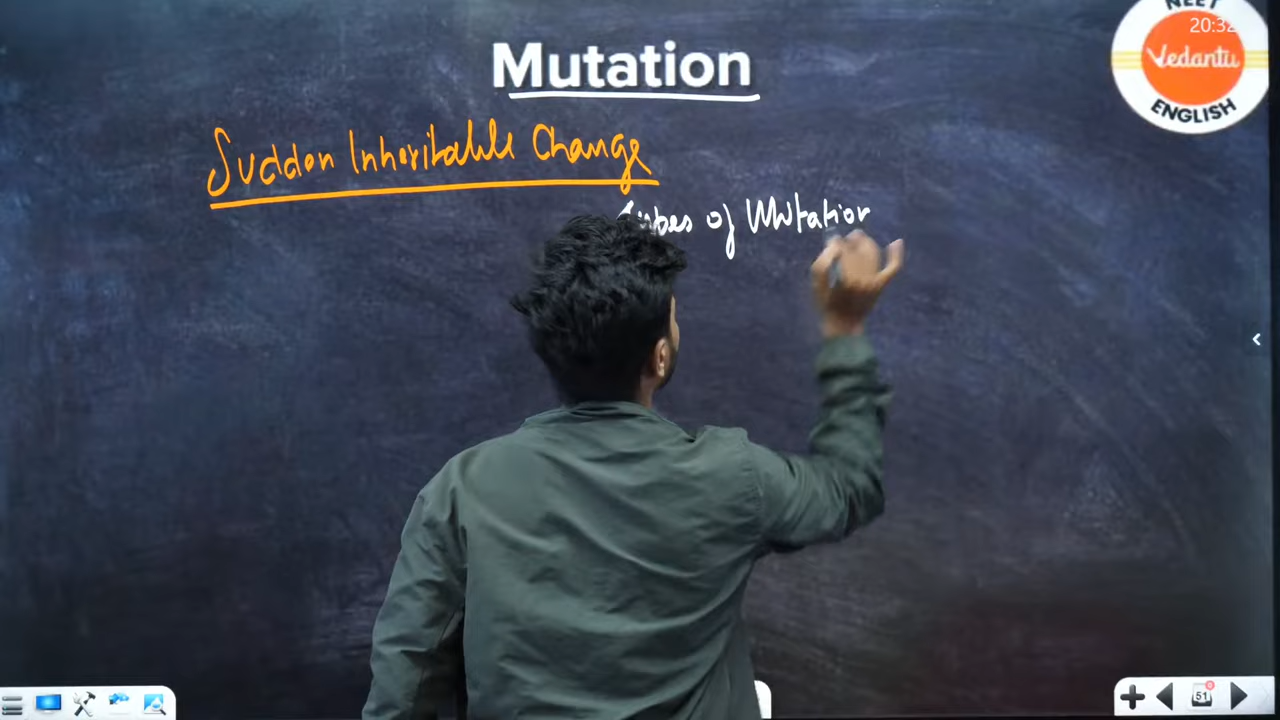 NEET
20:32
Vedantu
ENGLISH
Mutation
Sudden Inheritable Change
of Mutation
51